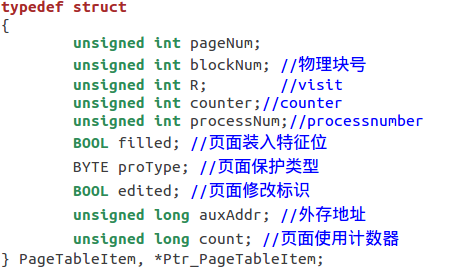 typedef struct
{
unsigned int pageNum;
unsigned int blockNum; //物理块号
unsigned int R; //visit
unsigned int counter;//counter
unsigned int processNum;//processnumber
BOOL filled; //页面装入特征位
BYTE proType; //页面保护类型
BOOL edited; //页面修改标识
unsigned long auxAddr; //外存地址
unsigned long count; //页面使用计数器
} PageTableItem, *Ptr_PageTableItem;